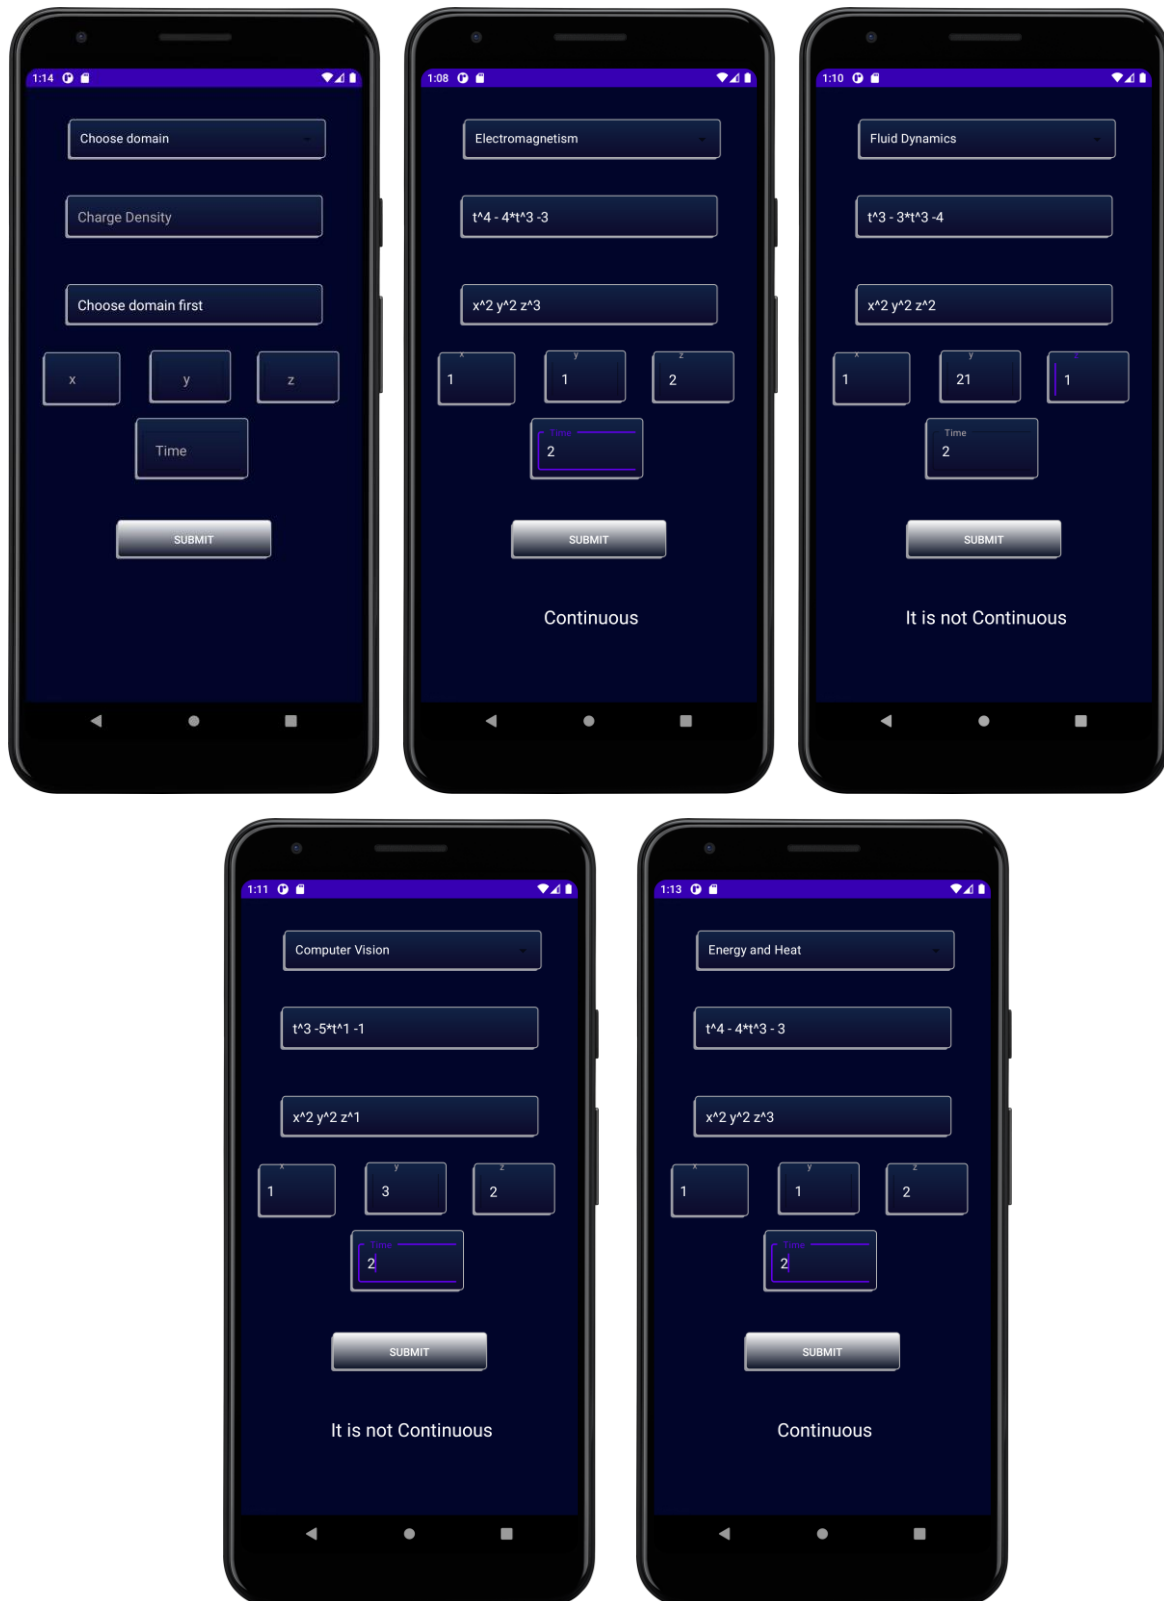 1:14
Choose domain
Charge Density
Choose domain first
x y z
Time
SUBMIT
1:08
Electromagnetism
t^4 - 4*t^3 -3
x^2 y^2 z^3
x y z
1 1 2
Time
2
SUBMIT
Continuous
1:10
Fluid Dynamics
t^3 - 3*t^3 -4
x^2 y^2 z^2
x y z
1 21 1
Time
2
SUBMIT
It is not Continuous
1:11
Computer Vision
t^3 -5*t^1 -1
x^2 y^2 z^1
x y z
1 3 2
Time
2
SUBMIT
It is not Continuous
1:13
Energy and Heat
t^4 - 4*t^3 - 3
x^2 y^2 z^3
x y z
1 1 2
Time
2
SUBMIT
Continuous